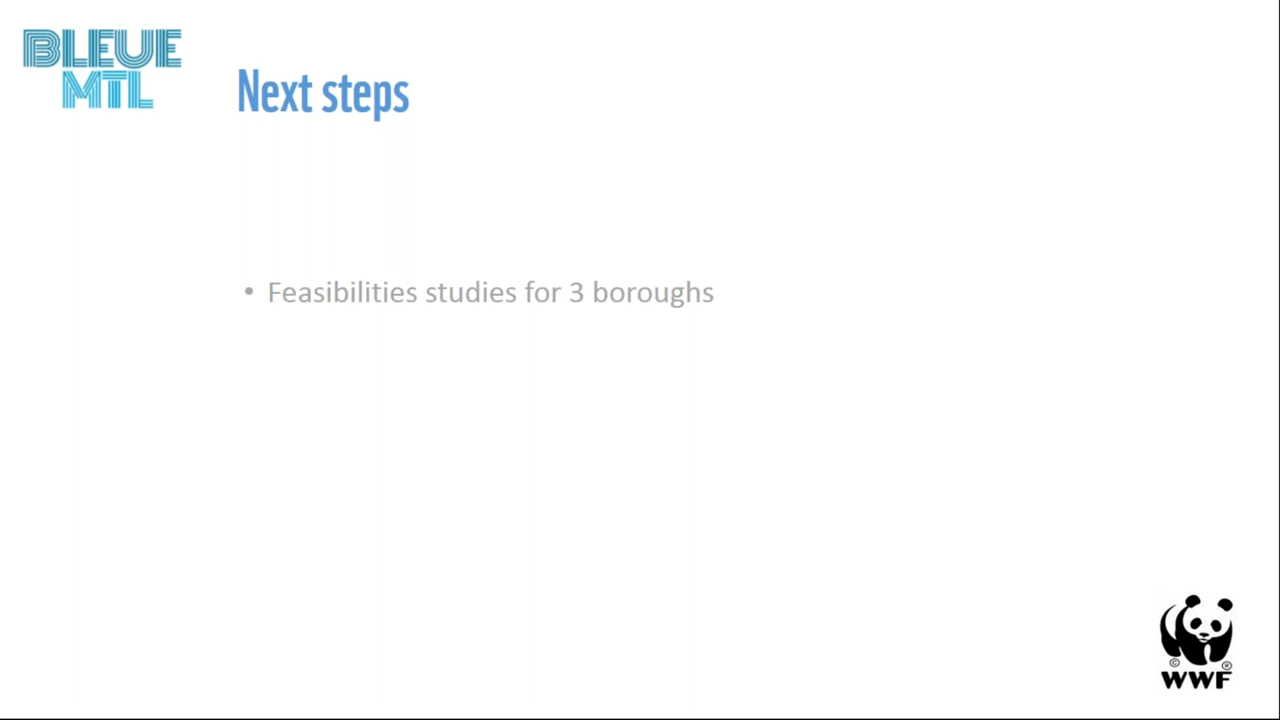 BLEUE
MTL
Next steps
• Feasibilities studies for 3 boroughs
© ®
WWF